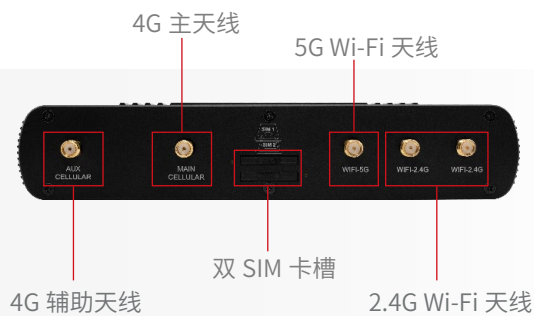 4G 主天线
5G Wi-Fi 天线
SIM 1
SIM 2
AUX
CELLULAR
MAIN
CELLULAR
WIFI-5G
WIFI-2.4G
WIFI-2.4G
双 SIM 卡槽
4G 辅助天线
2.4G Wi-Fi 天线